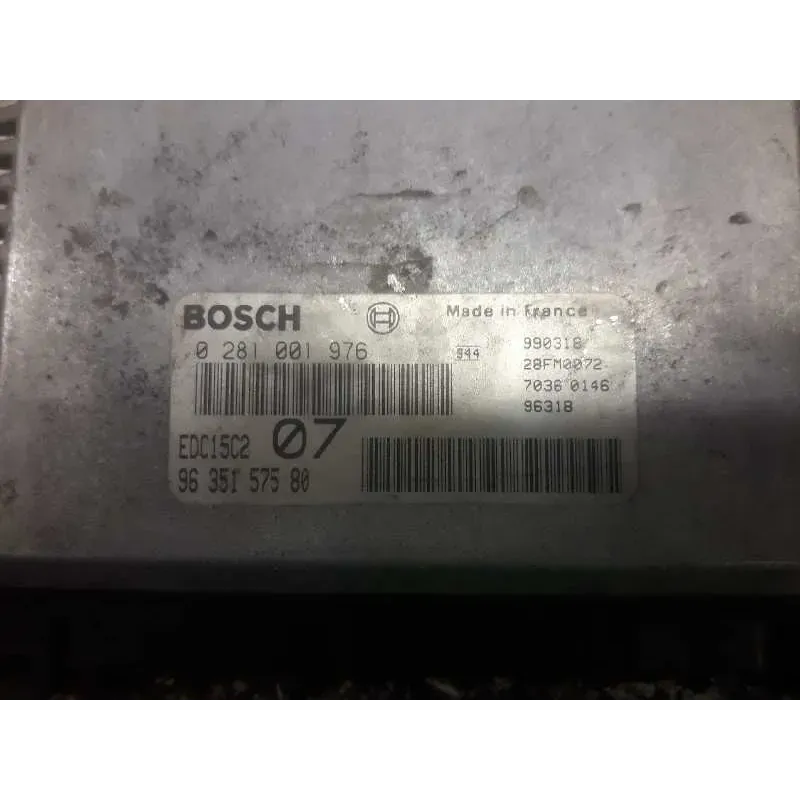 BOSCH Made in France
0 281 001 976 944 990318
28FM0072
7036 0146
96318
EDC15C2 07
96 351 575 80